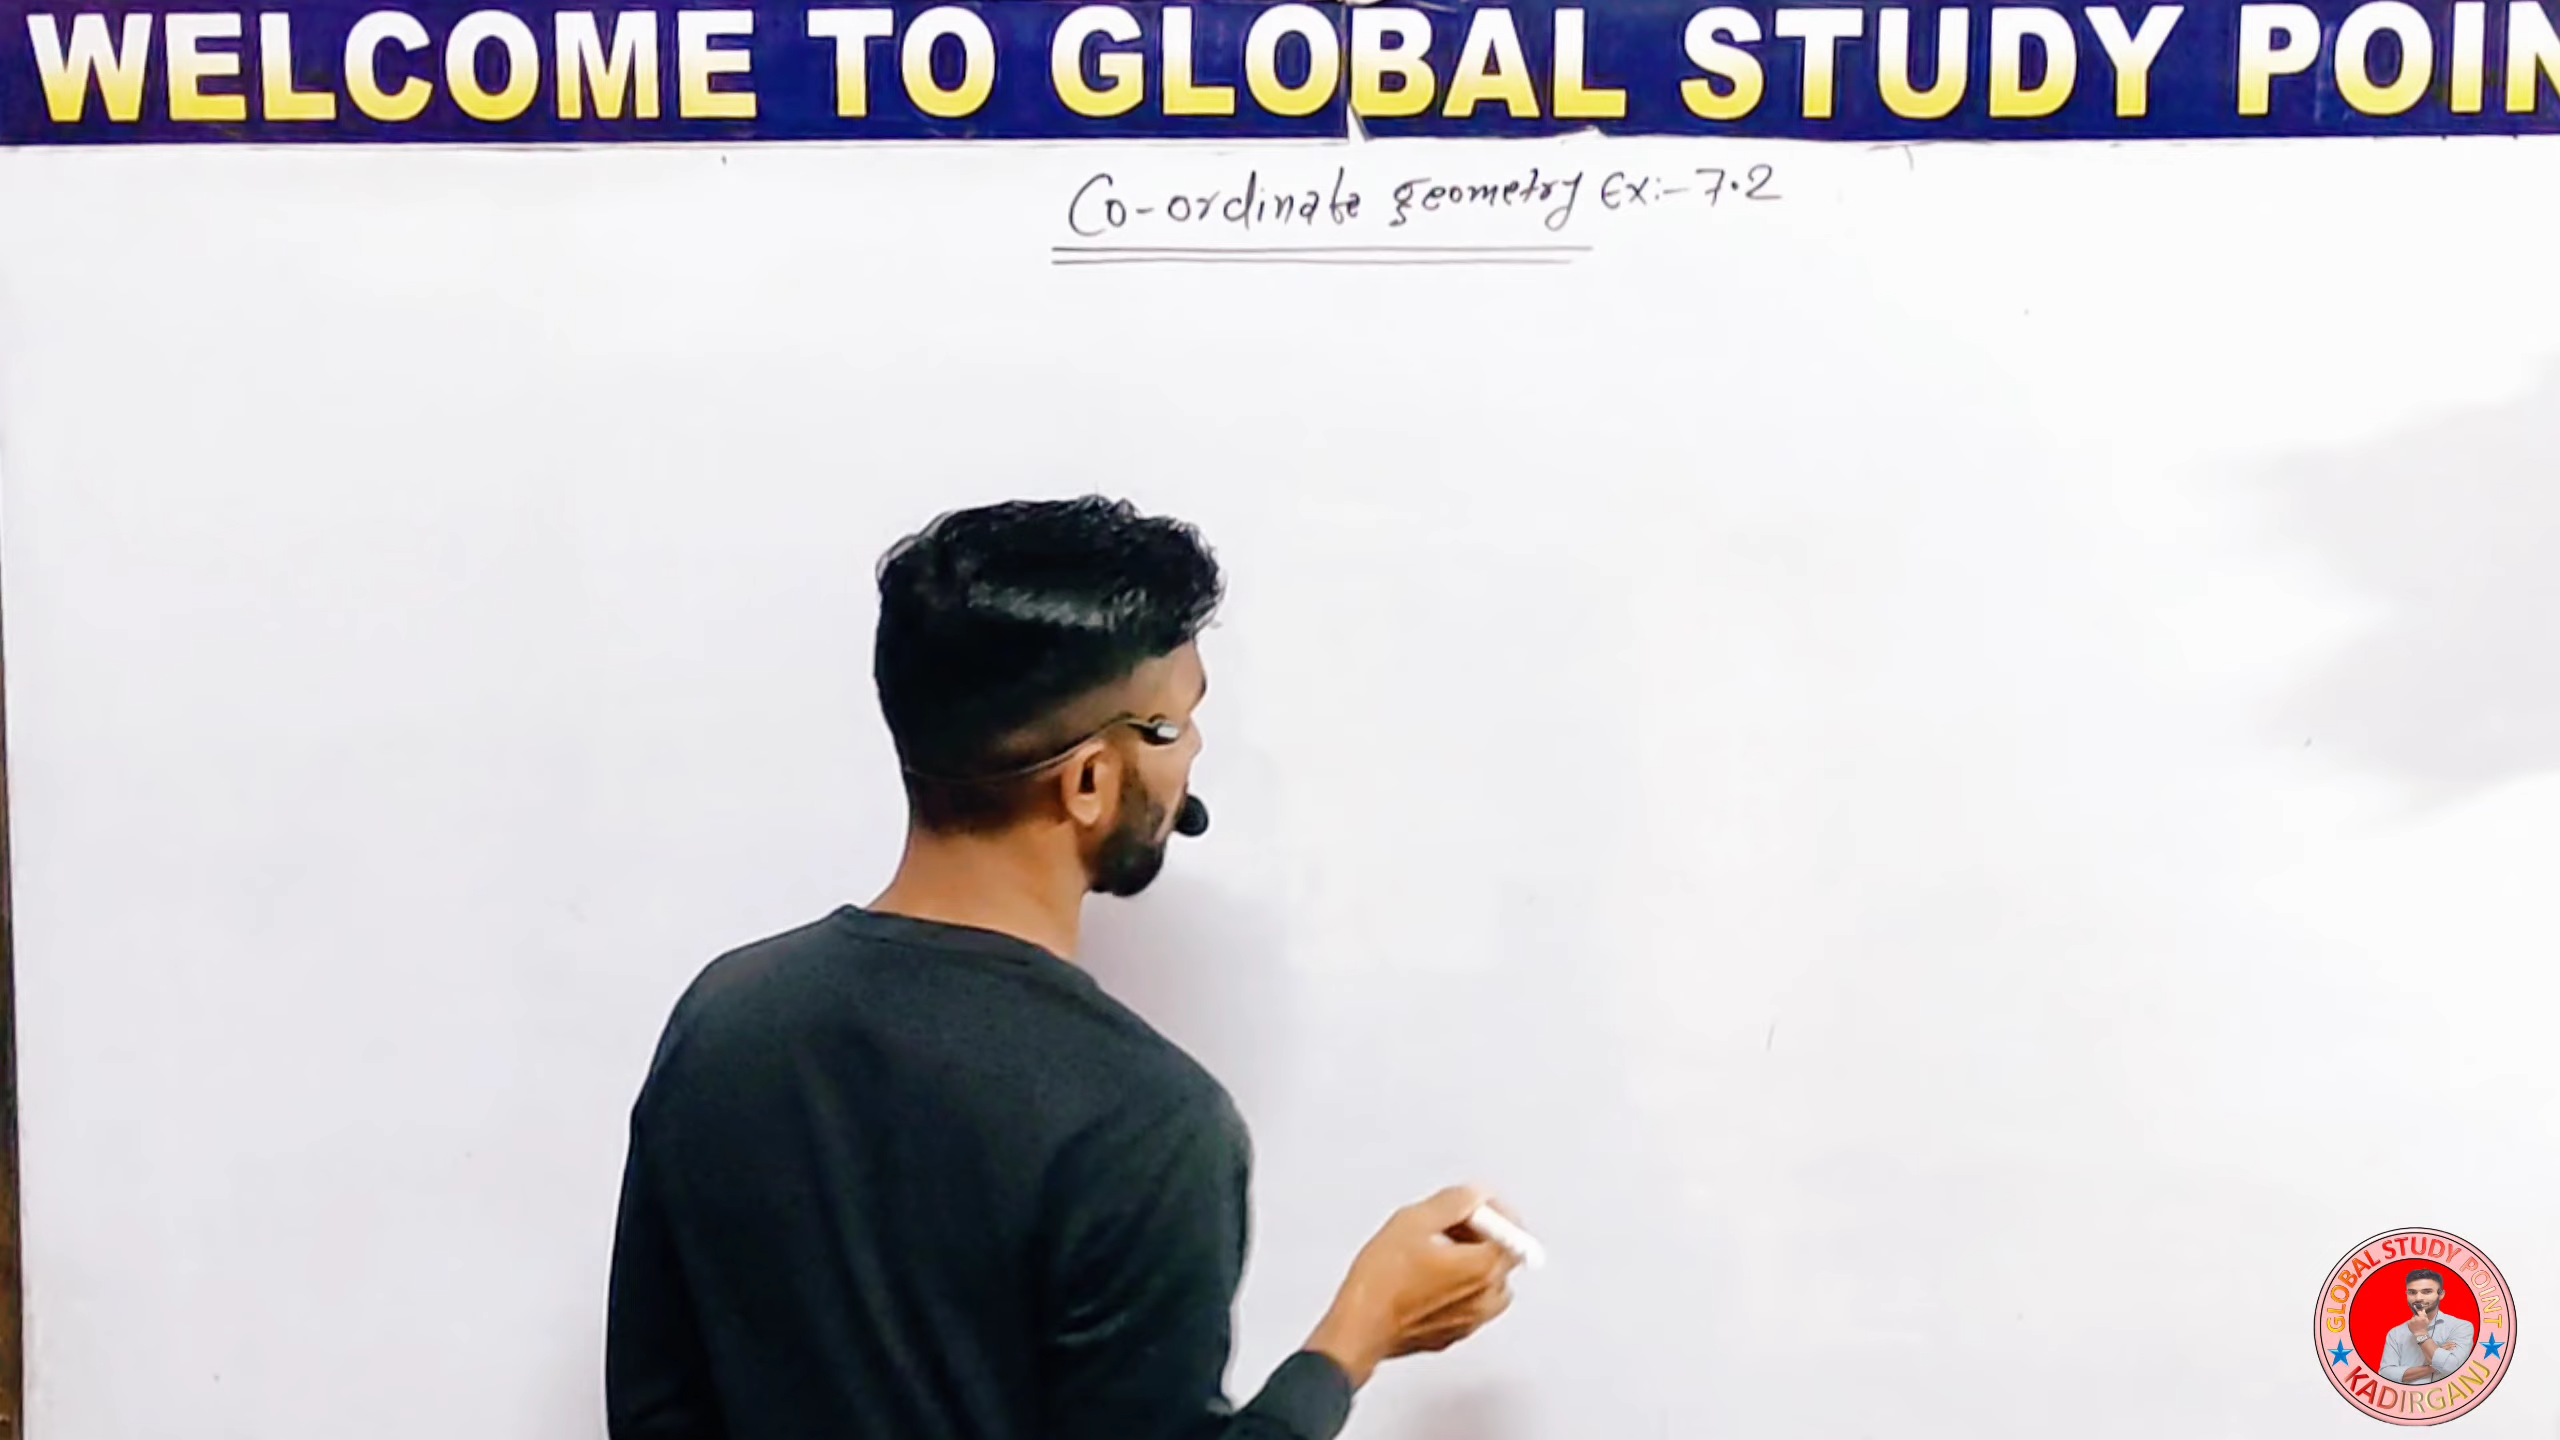 WELCOME TO GLOBAL STUDY POIN
Co-ordinate geometry Ex:- 7.2
GLOBAL STUDY POINT
KADIRGANJ